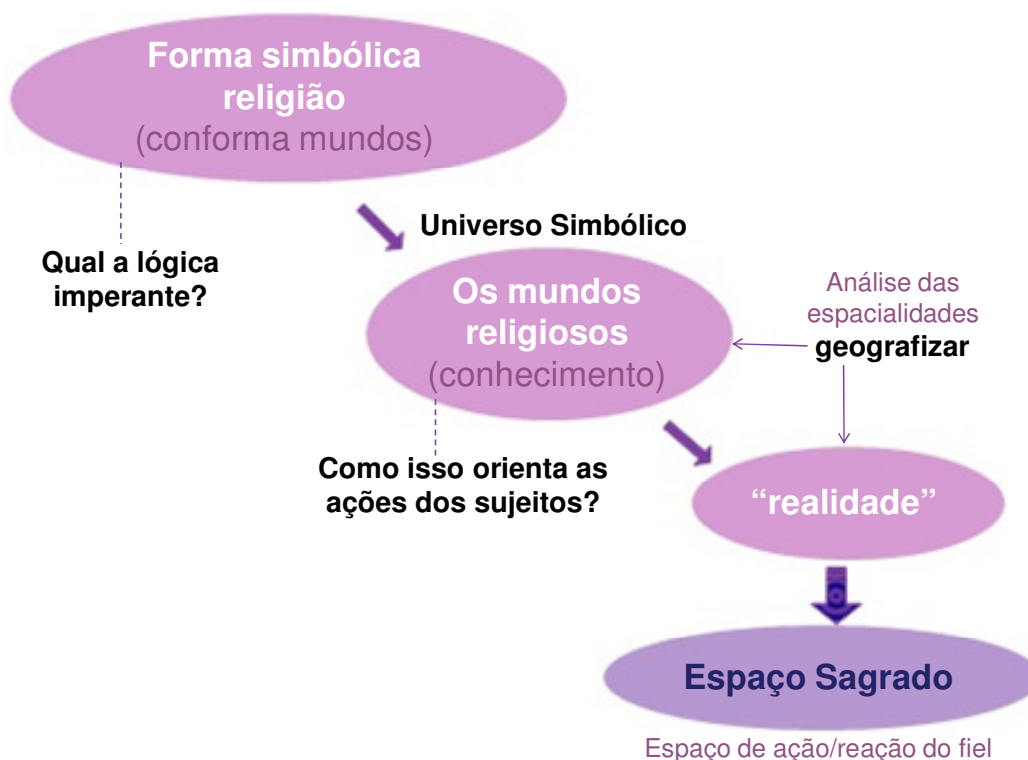 Forma simbólica
religião
(conforma mundos)
Qual a lógica
imperante?
Universo Simbólico
Os mundos
religiosos
(conhecimento)
Análise das
espacialidades
geografizar
Como isso orienta as
ações dos sujeitos?
“realidade”
Espaço Sagrado
Espaço de ação/reação do fiel